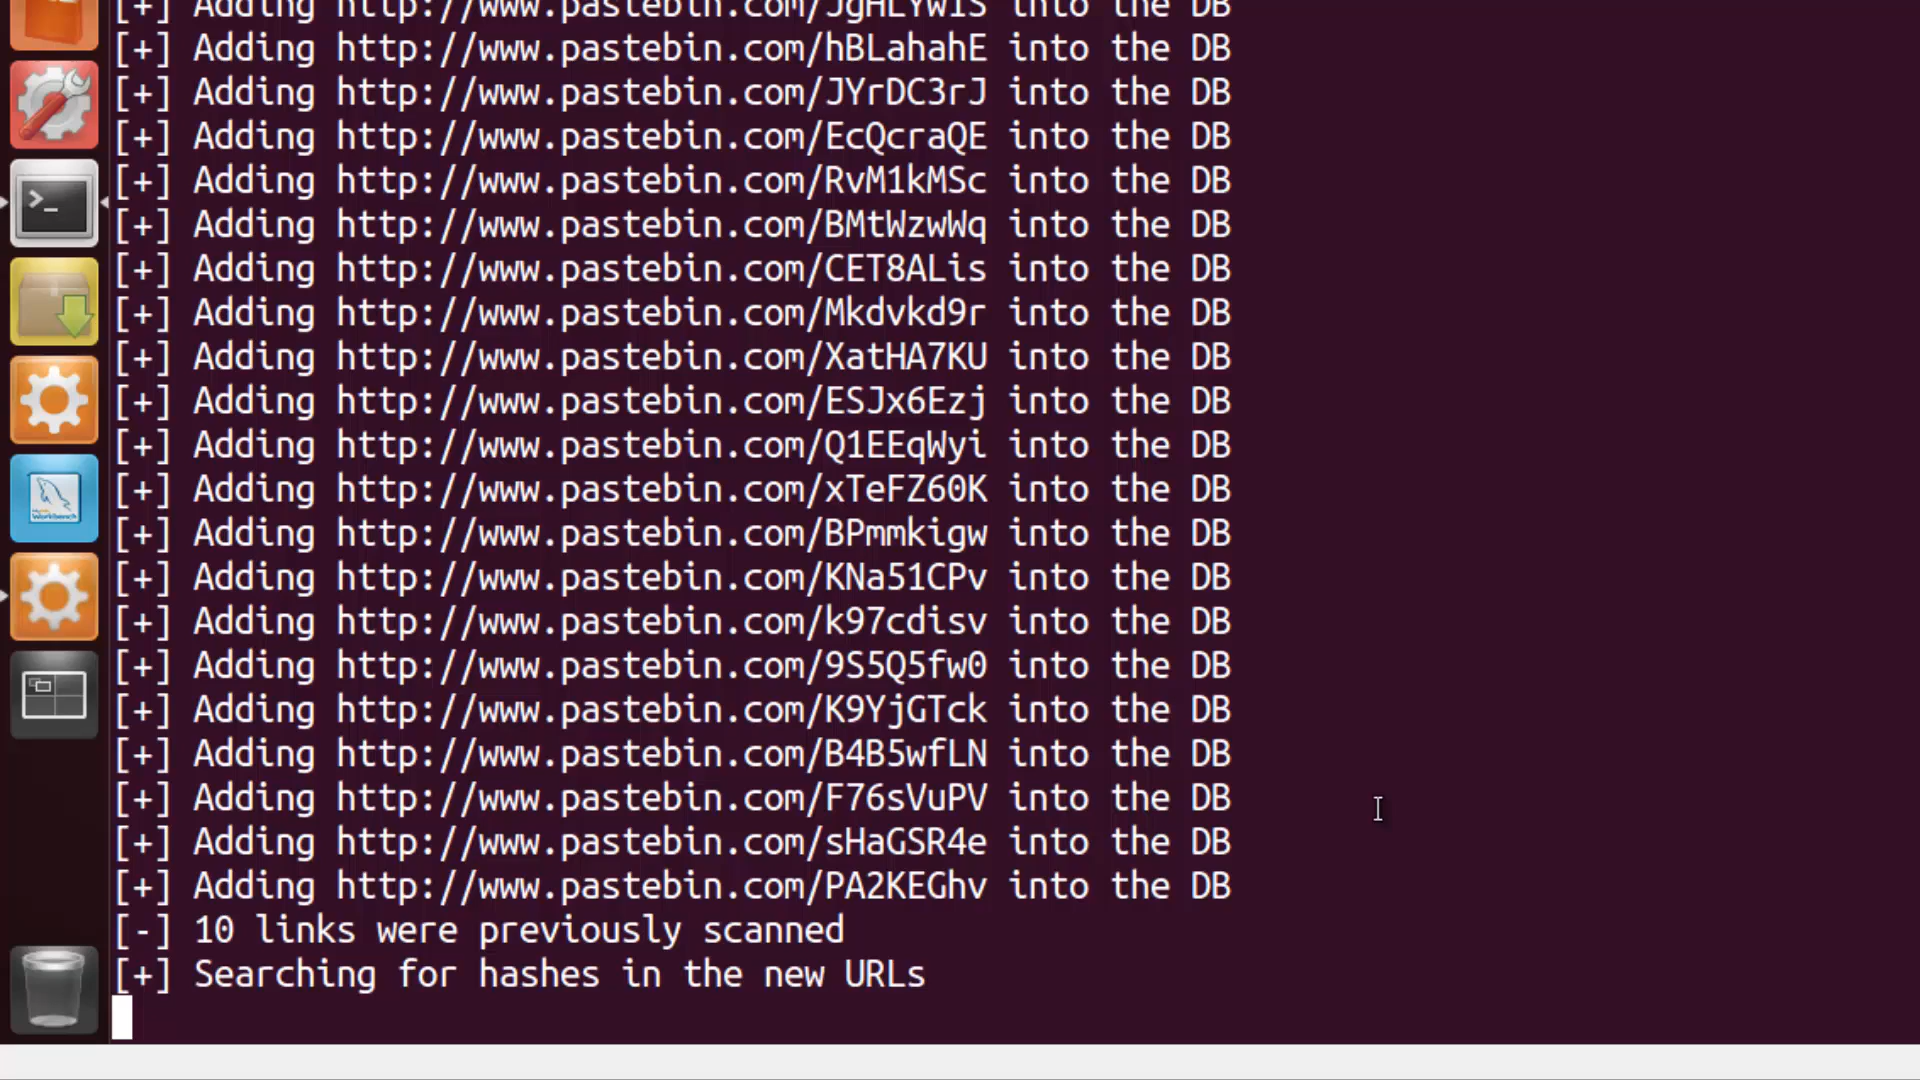 [+] Adding http://www.pastebin.com/JgHLYwIS into the DB
[+] Adding http://www.pastebin.com/hBLahahE into the DB
[+] Adding http://www.pastebin.com/JYrDC3rJ into the DB
[+] Adding http://www.pastebin.com/EcQcraQE into the DB
[+] Adding http://www.pastebin.com/RvM1kMSc into the DB
[+] Adding http://www.pastebin.com/BMtWzwWq into the DB
[+] Adding http://www.pastebin.com/CET8ALis into the DB
[+] Adding http://www.pastebin.com/Mkdvkd9r into the DB
[+] Adding http://www.pastebin.com/XatHA7KU into the DB
[+] Adding http://www.pastebin.com/ESJx6Ezj into the DB
[+] Adding http://www.pastebin.com/Q1EEqWyi into the DB
[+] Adding http://www.pastebin.com/xTeFZ60K into the DB
[+] Adding http://www.pastebin.com/BPmmkigw into the DB
[+] Adding http://www.pastebin.com/KNa51CPv into the DB
[+] Adding http://www.pastebin.com/k97cdisv into the DB
[+] Adding http://www.pastebin.com/9S5Q5fw0 into the DB
[+] Adding http://www.pastebin.com/K9YjGTck into the DB
[+] Adding http://www.pastebin.com/B4B5wfLN into the DB
[+] Adding http://www.pastebin.com/F76sVuPV into the DB
[+] Adding http://www.pastebin.com/sHaGSR4e into the DB
[+] Adding http://www.pastebin.com/PA2KEGhv into the DB
[-] 10 links were previously scanned
[+] Searching for hashes in the new URLs
>_
Workbench